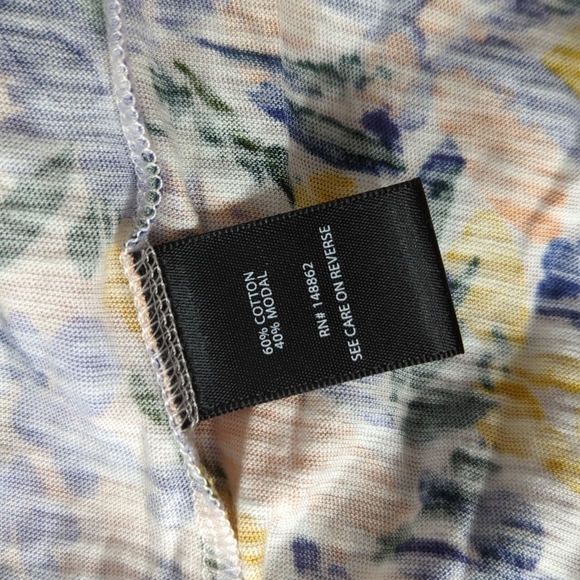 60% COTTON
40% MODAL
RN# 148862
SEE CARE ON REVERSE